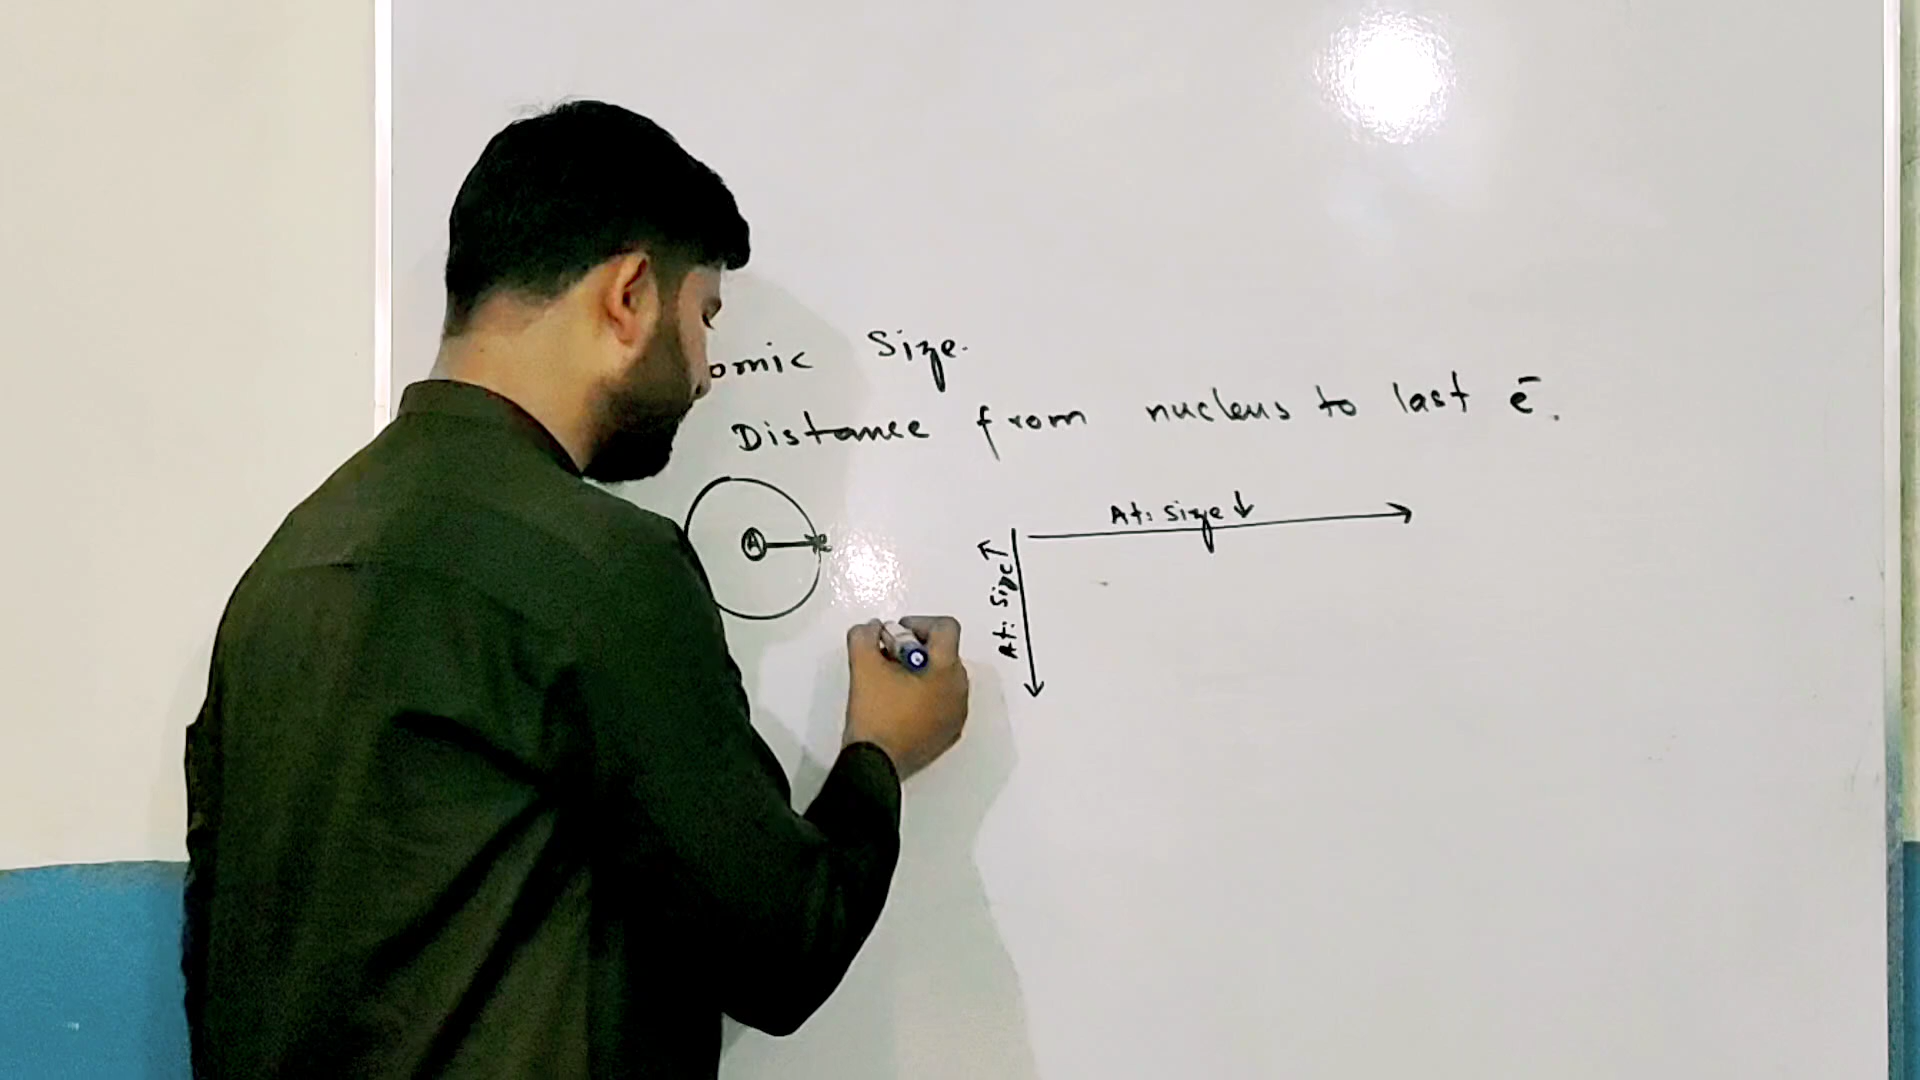 omic Size.
Distance from nucleus to last e⁻.
A
At: Size ↓
At: Size ↑